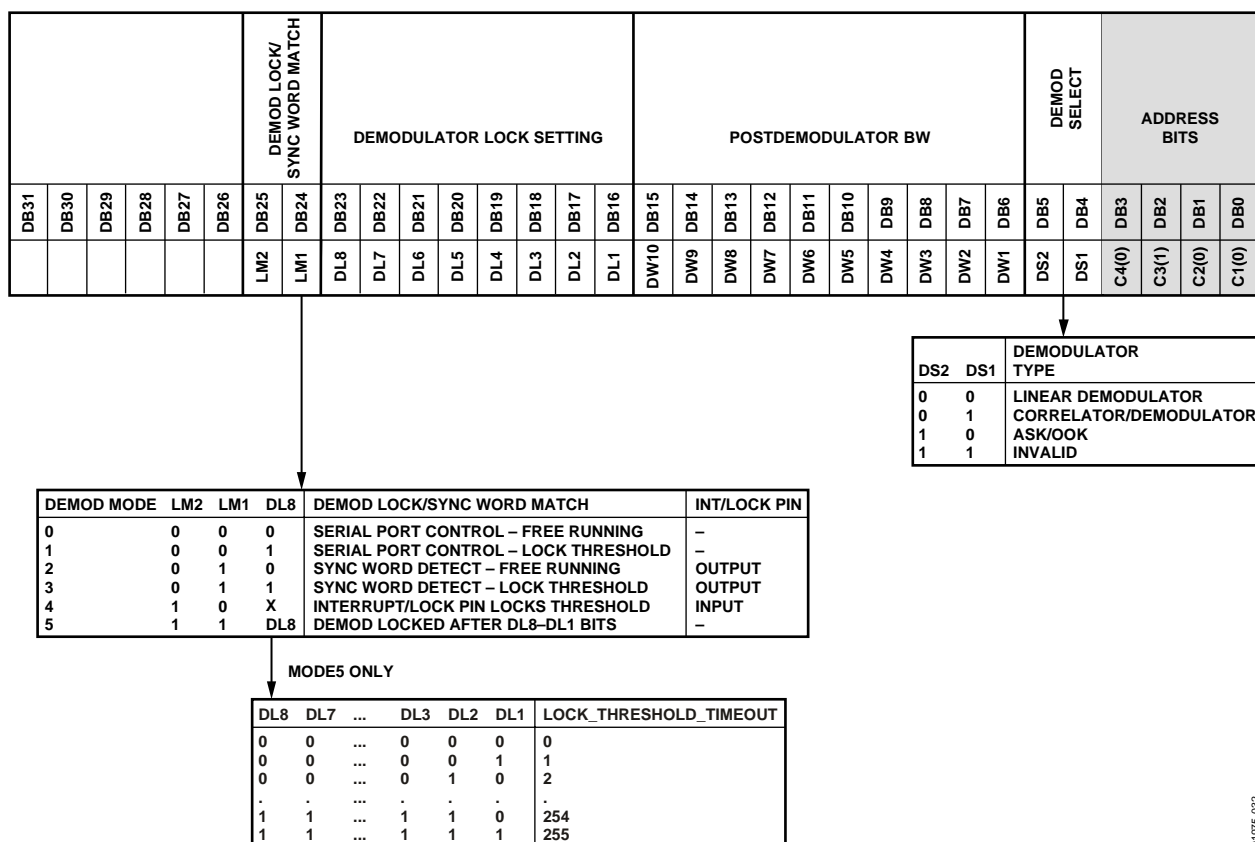 DEMOD LOCK/
SYNC WORD MATCH
DEMODULATOR LOCK SETTING
POSTDEMODULATOR BW
DEMOD
SELECT
ADDRESS
BITS
DB31 DB30 DB29 DB28 DB27 DB26 DB25 DB24 DB23 DB22 DB21 DB20 DB19 DB18 DB17 DB16 DB15 DB14 DB13 DB12 DB11 DB10 DB9 DB8 DB7 DB6 DB5 DB4 DB3 DB2 DB1 DB0
LM2 LM1 DL8 DL7 DL6 DL5 DL4 DL3 DL2 DL1 DW10 DW9 DW8 DW7 DW6 DW5 DW4 DW3 DW2 DW1 DS2 DS1 C4(0) C3(1) C2(0) C1(0)
DEMODULATOR
DS2 DS1 TYPE
0 0 LINEAR DEMODULATOR
0 1 CORRELATOR/DEMODULATOR
1 0 ASK/OOK
1 1 INVALID
DEMOD MODE LM2 LM1 DL8 DEMOD LOCK/SYNC WORD MATCH INT/LOCK PIN
0 0 0 0 SERIAL PORT CONTROL – FREE RUNNING –
1 0 0 1 SERIAL PORT CONTROL – LOCK THRESHOLD –
2 0 1 0 SYNC WORD DETECT – FREE RUNNING OUTPUT
3 0 1 1 SYNC WORD DETECT – LOCK THRESHOLD OUTPUT
4 1 0 X INTERRUPT/LOCK PIN LOCKS THRESHOLD INPUT
5 1 1 DL8 DEMOD LOCKED AFTER DL8–DL1 BITS –
MODE5 ONLY
DL8 DL7 ... DL3 DL2 DL1 LOCK_THRESHOLD_TIMEOUT
0 0 ... 0 0 0 0
0 0 ... 0 0 1 1
0 0 ... 0 1 0 2
. . ... . . . .
1 1 ... 1 1 0 254
1 1 ... 1 1 1 255